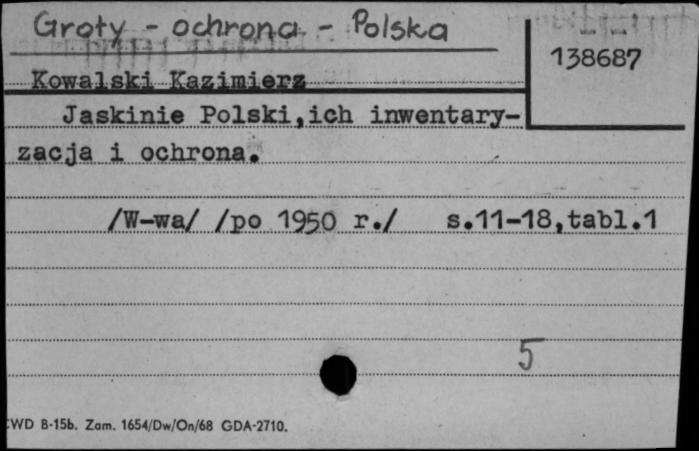 Groty - ochrona - Polska
138687
Kowalski Kazimierz
Jaskinie Polski,ich inwentary-
zacja i ochrona.
/W-wa/ /po 1950 r./ s.11-18,tabl.1
5
WD B-15b. Zam. 1654/Dw/On/68 GDA-2710.